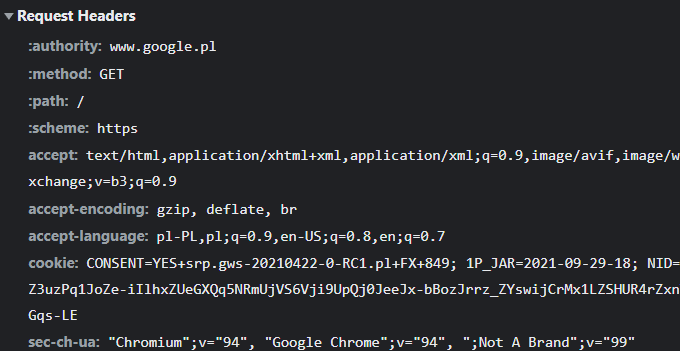 Request Headers
:authority: www.google.pl
:method: GET
:path: /
:scheme: https
accept: text/html,application/xhtml+xml,application/xml;q=0.9,image/avif,image/w
xchange;v=b3;q=0.9
accept-encoding: gzip, deflate, br
accept-language: pl-PL,pl;q=0.9,en-US;q=0.8,en;q=0.7
cookie: CONSENT=YES+srp.gws-20210422-0-RC1.pl+FX+849; 1P_JAR=2021-09-29-18; NID=
Z3uzPq1JoZe-iIlhxZUeGXQq5NRmUjVS6Vji9UpQj0JeeJx-bBozJrrz_ZYswijCrMx1LZSHUR4rZxn
Gqs-LE
sec-ch-ua: "Chromium";v="94", "Google Chrome";v="94", ";Not A Brand";v="99"